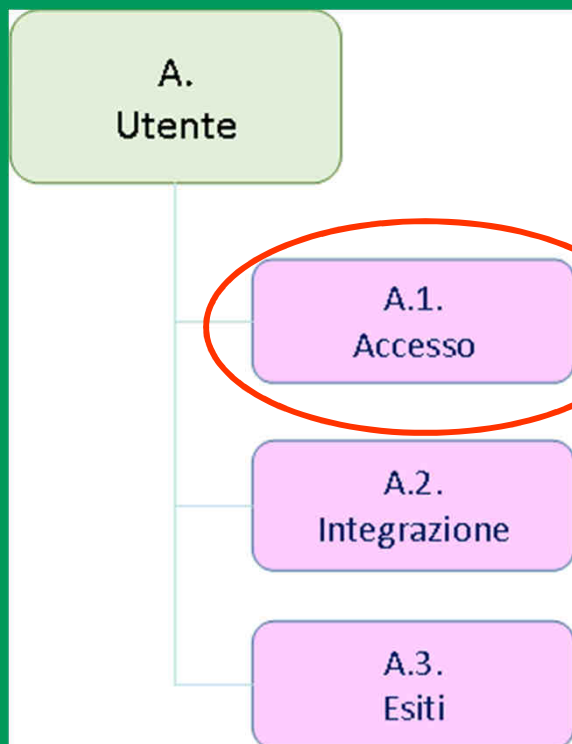 A.
Utente
A.1.
Accesso
A.2.
Integrazione
A.3.
Esiti